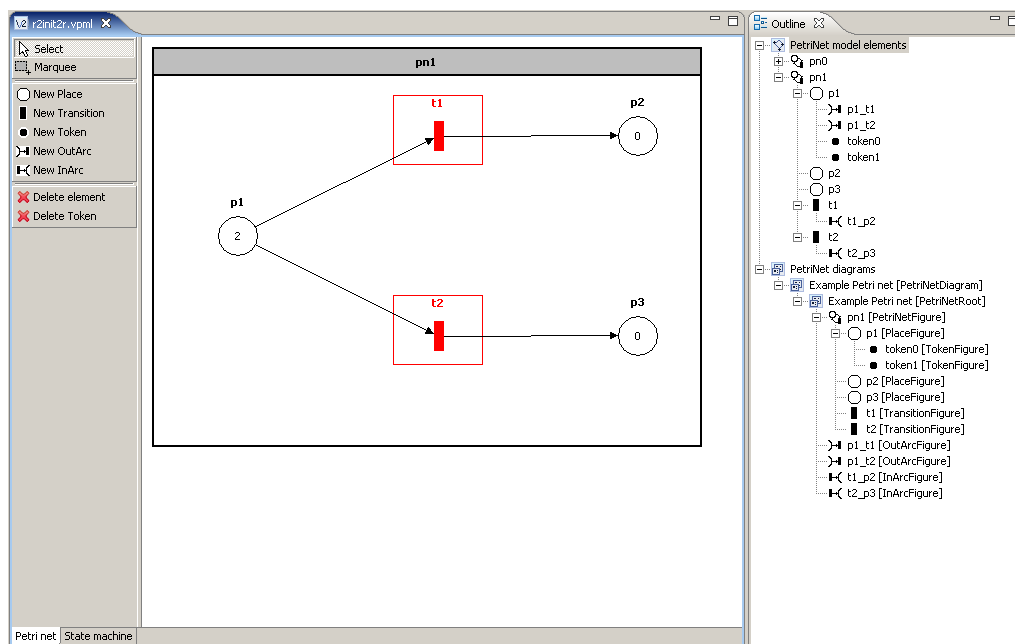 r2init2r.vpml
Select
Marquee
New Place
New Transition
New Token
New OutArc
New InArc
Delete element
Delete Token
pn1
t1
p2
0
p1
2
t2
p3
0
Petri net
State machine
Outline
PetriNet model elements
pn0
pn1
p1
p1_t1
p1_t2
token0
token1
p2
p3
t1
t1_p2
t2
t2_p3
PetriNet diagrams
Example Petri net [PetriNetDiagram]
Example Petri net [PetriNetRoot]
pn1 [PetriNetFigure]
p1 [PlaceFigure]
token0 [TokenFigure]
token1 [TokenFigure]
p2 [PlaceFigure]
p3 [PlaceFigure]
t1 [TransitionFigure]
t2 [TransitionFigure]
p1_t1 [OutArcFigure]
p1_t2 [OutArcFigure]
t1_p2 [InArcFigure]
t2_p3 [InArcFigure]